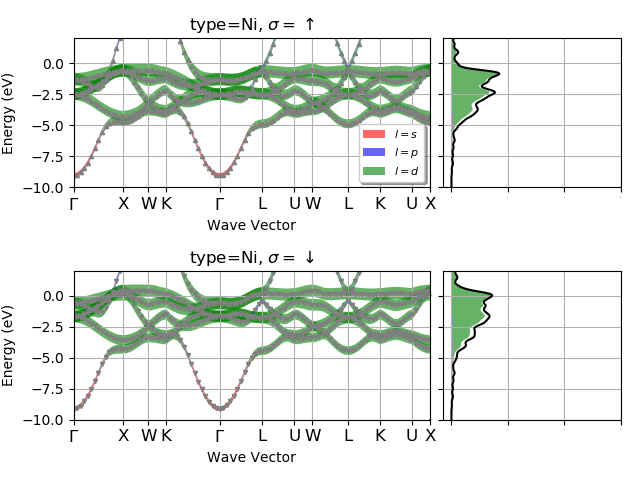 type=Ni, σ = ↑
Energy (eV)
0.0
−2.5
−5.0
−7.5
−10.0
l = s
l = p
l = d
Γ X W K Γ L U W L K U X
Wave Vector
type=Ni, σ = ↓
Energy (eV)
0.0
−2.5
−5.0
−7.5
−10.0
Γ X W K Γ L U W L K U X
Wave Vector